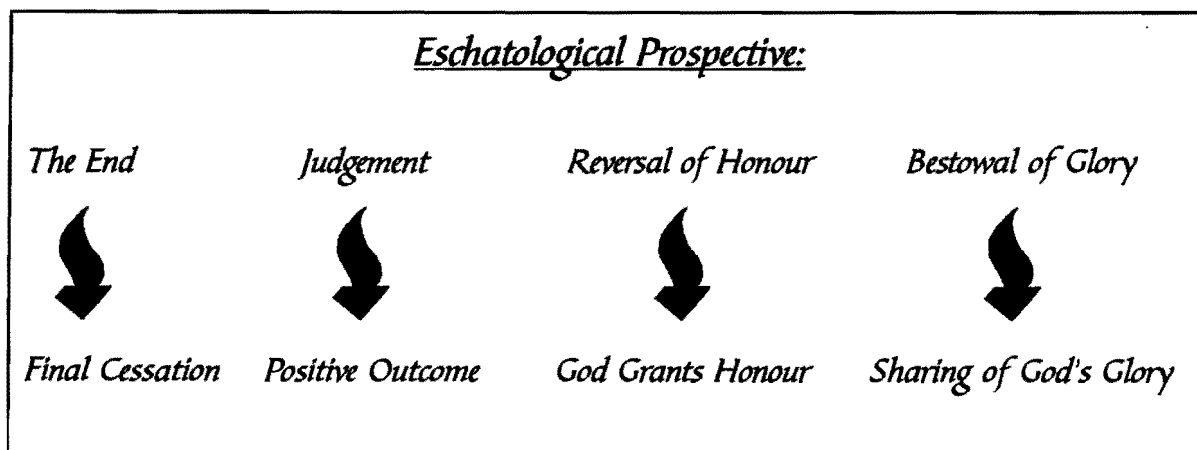 Eschatological Prospective:
The End Judgement Reversal of Honour Bestowal of Glory
Final Cessation Positive Outcome God Grants Honour Sharing of God's Glory